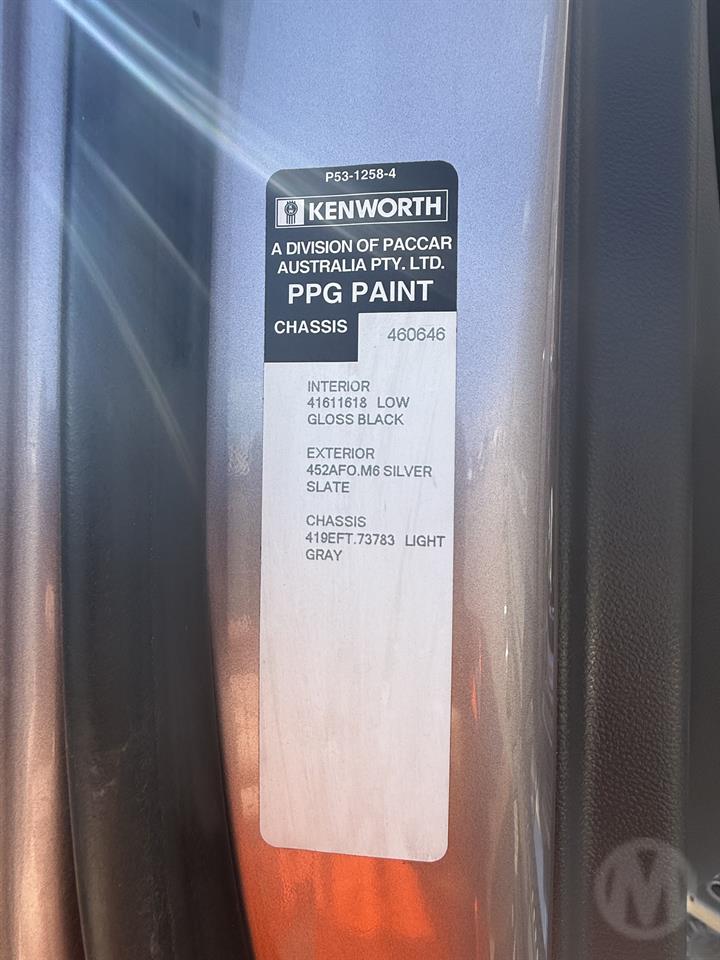 P53-1258-4
KENWORTH
A DIVISION OF PACCAR
AUSTRALIA PTY. LTD.
PPG PAINT
CHASSIS
460646
INTERIOR
41611618 LOW
GLOSS BLACK
EXTERIOR
452AFO.M6 SILVER
SLATE
CHASSIS
419EFT.73783 LIGHT
GRAY
M